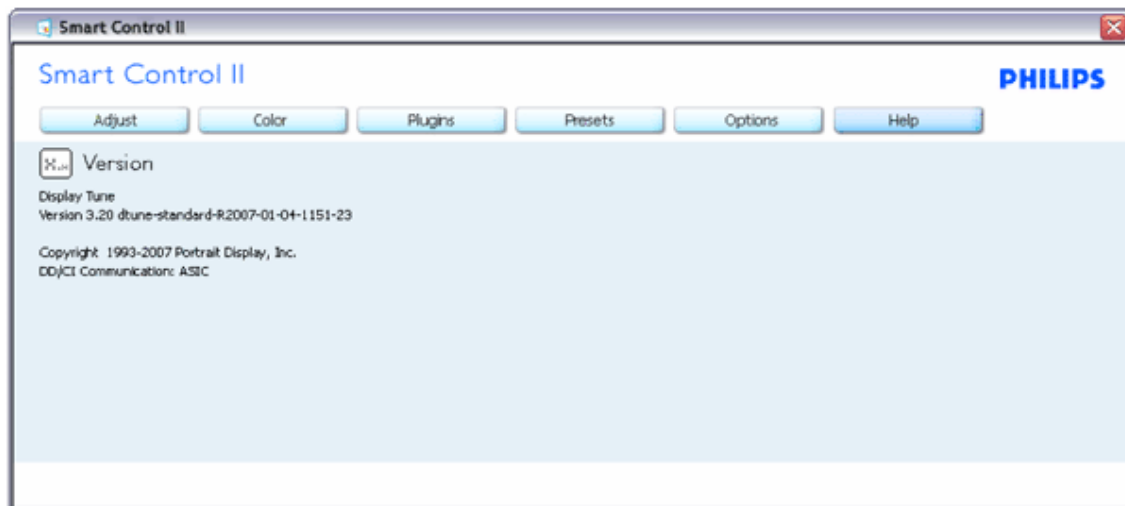 Smart Control II
Smart Control II
PHILIPS
Adjust Color Plugins Presets Options Help
Version
Display Tune
Version 3.20 dtune-standard-R2007-01-04-1151-23
Copyright 1993-2007 Portrait Display, Inc.
DD/CI Communication: ASIC